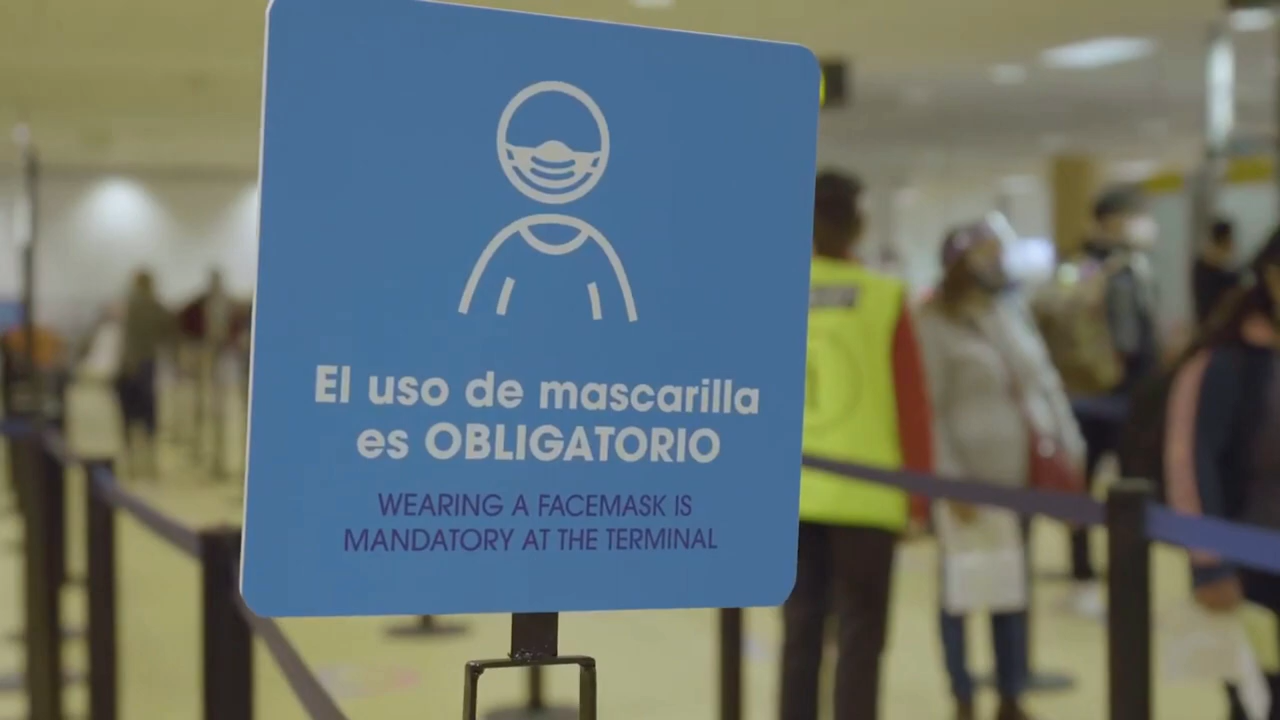 El uso de mascarilla
es OBLIGATORIO
WEARING A FACEMASK IS
MANDATORY AT THE TERMINAL